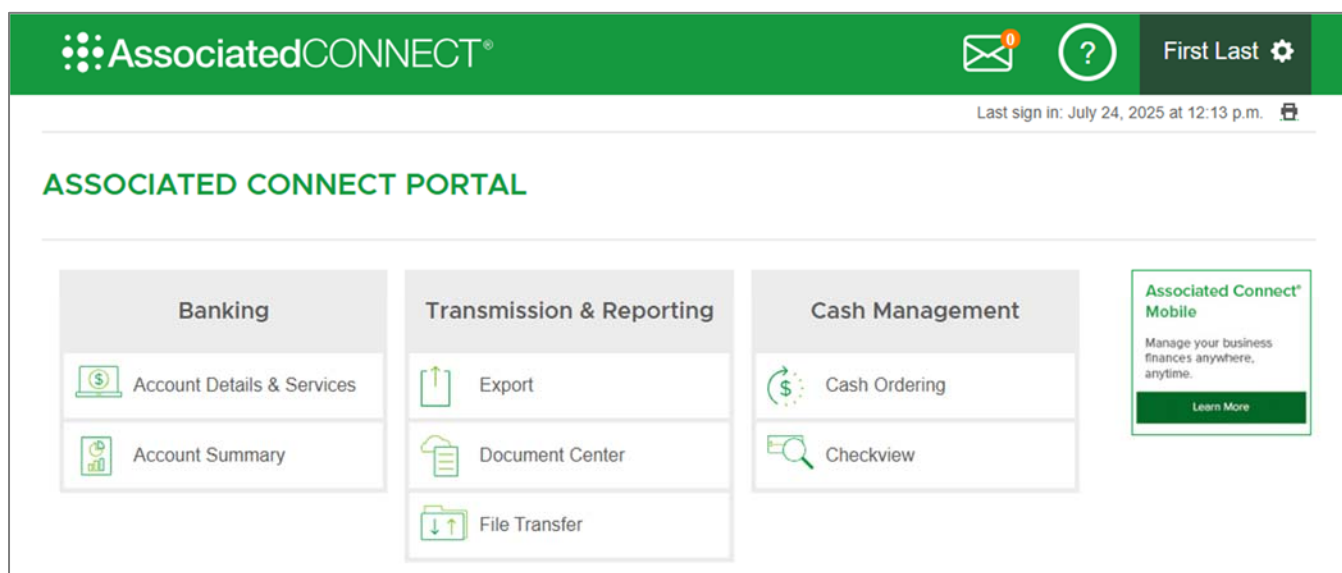 AssociatedCONNECT®
0
?
First Last
Last sign in: July 24, 2025 at 12:13 p.m.
ASSOCIATED CONNECT PORTAL
Banking
$
Account Details & Services
Account Summary
Transmission & Reporting
Export
Document Center
File Transfer
Cash Management
$
Cash Ordering
Checkview
Associated Connect®
Mobile
Manage your business
finances anywhere,
anytime.
Learn More